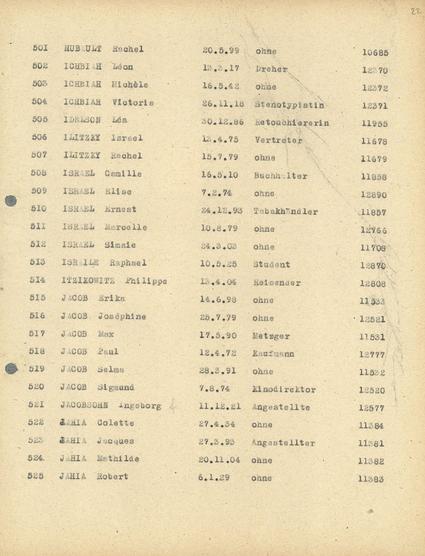 22
501 HUBAULT Rachel 20.5.99 ohne 10685
502 ICHBIAH Léon 13.3.17 Dreher 12370
503 ICHBIAH Michèle 16.5.42 ohne 12372
504 ICHBIAH Victoria 26.11.18 Stenotypistin 12371
505 IDELSON Léa 30.12.86 Retouchiererin 11955
506 ILITZKY Israel 13.4.75 Vertreter 11678
507 ILITZKY Rachel 15.7.79 ohne 11679
508 ISRAEL Camille 16.5.10 Buchhalter 11858
509 ISRAEL Elise 7.2.74 ohne 12890
510 ISRAEL Ernest 24.12.93 Tabakhändler 11857
511 ISRAEL Marcelle 10.8.79 ohne 12766
512 ISRAEL Simaie 24.3.03 ohne 11708
513 ISRAILE Raphael 10.5.25 Student 12870
514 ITZIKOWITZ Philippe 13.4.04 Reisender 12808
515 JACOB Erika 14.6.98 ohne 11533
516 JACOB Joséphine 25.7.79 ohne 12521
517 JACOB Max 17.5.90 Metzger 11531
518 JACOB Paul 12.4.72 Kaufmann 12777
519 JACOB Selma 28.3.91 ohne 11532
520 JACOB Sigmund 7.8.74 Kinodirektor 12520
521 JACOBSOHN Ingeborg 11.12.21 Angestellte 12577
522 JAHIA Colette 27.4.34 ohne 11384
523 JAHIA Jacques 27.3.93 Angestellter 11381
524 JAHIA Mathilde 20.11.04 ohne 11382
525 JAHIA Robert 6.1.29 ohne 11383